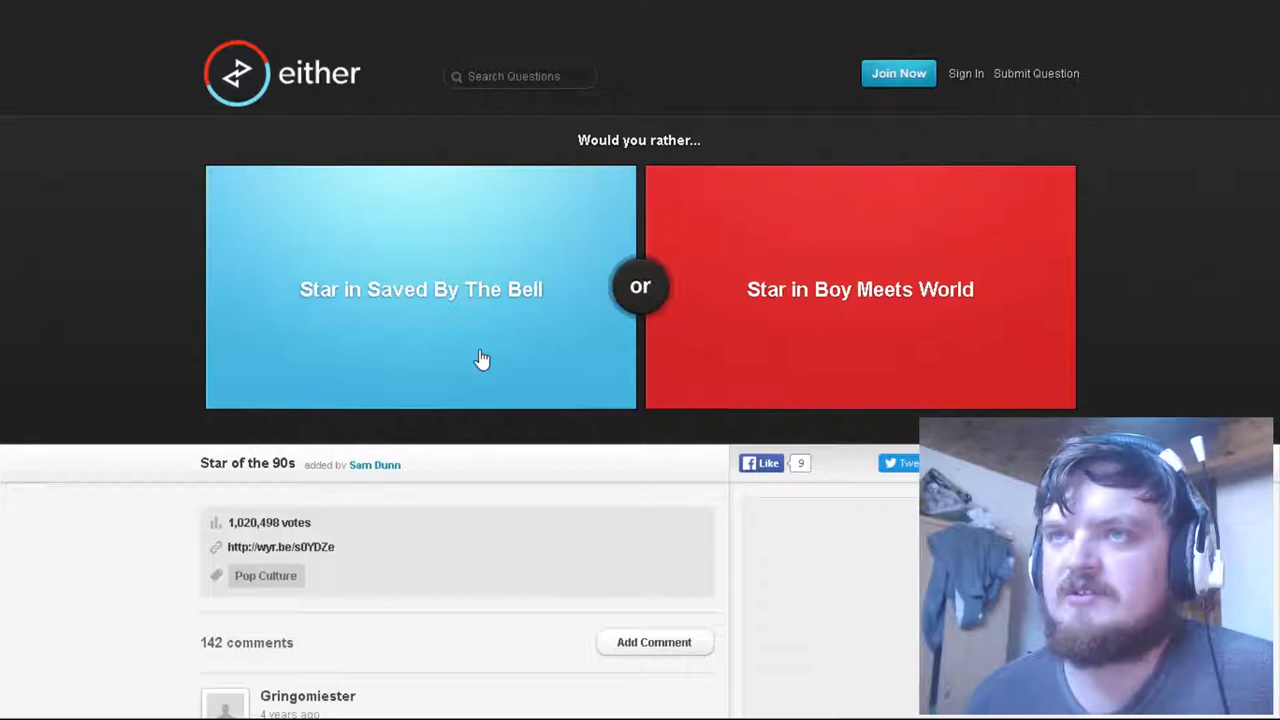 either
Search Questions
Join Now Sign In Submit Question
Would you rather...
Star in Saved By The Bell
or
Star in Boy Meets World
Star of the 90s added by Sam Dunn
Like 9
Twee
1,020,498 votes
http://wyr.be/s0YDZe
Pop Culture
142 comments
Add Comment
Gringomiester
4 years ago